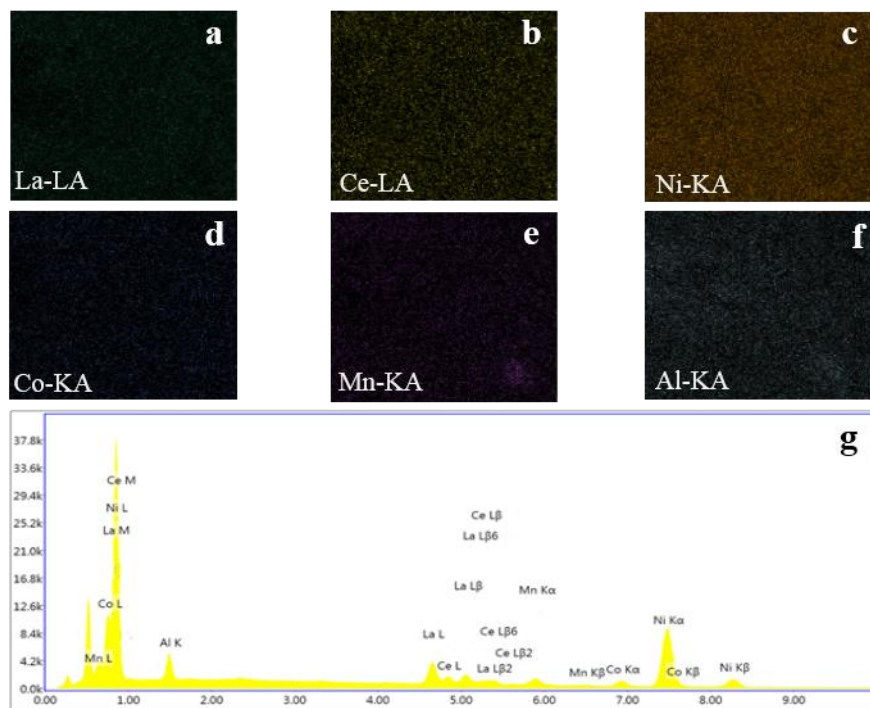 a
La-LA
b
Ce-LA
c
Ni-KA
d
Co-KA
e
Mn-KA
f
Al-KA
g
37.8k
33.6k
29.4k
25.2k
21.0k
16.8k
12.6k
8.4k
4.2k
0.0k
Ce M
Ni L
La M
Co L
Mn L
Al K
La L
Ce L
Ce Lβ
La Lβ6
La Lβ
Ce Lβ6
Ce Lβ2
La Lβ2
Mn Kα
Mn Kβ
Co Kα
Ni Kα
Co Kβ
Ni Kβ
0.00 1.00 2.00 3.00 4.00 5.00 6.00 7.00 8.00 9.00